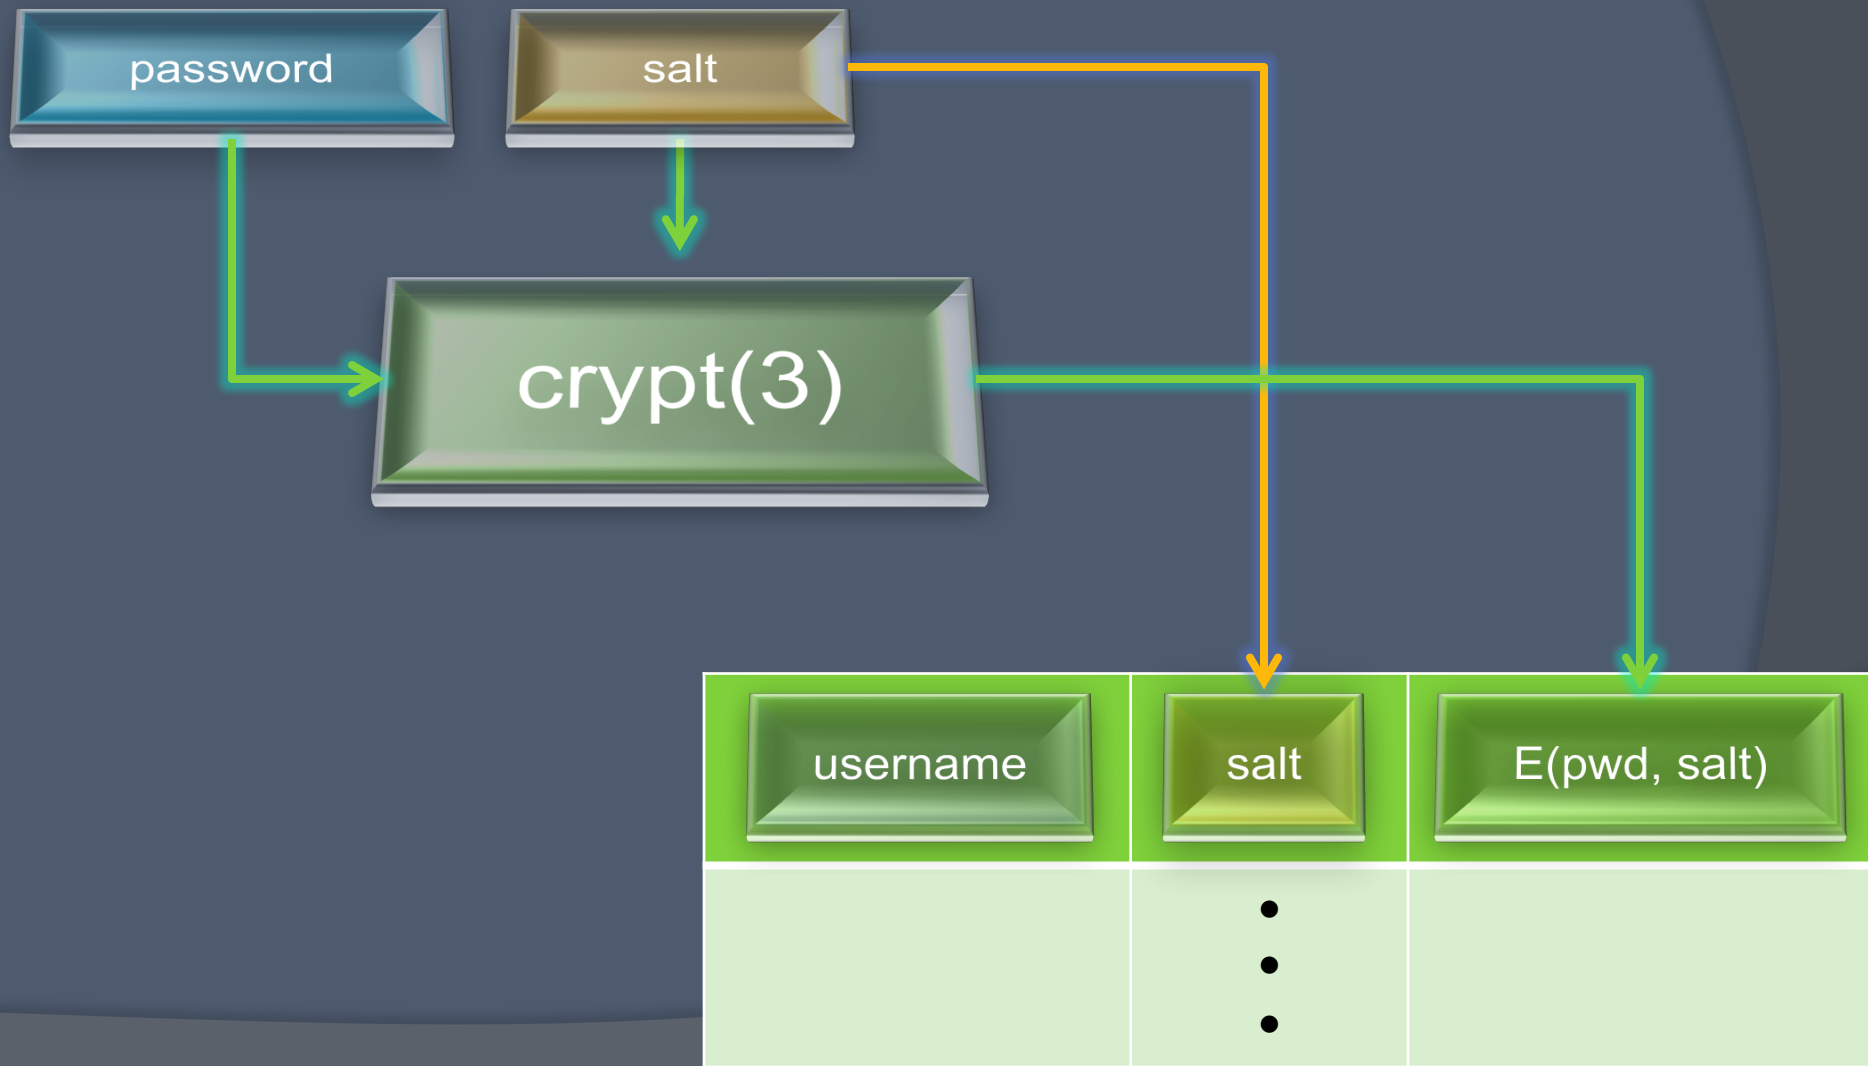 password
salt
crypt(3)
username
salt
E(pwd, salt)